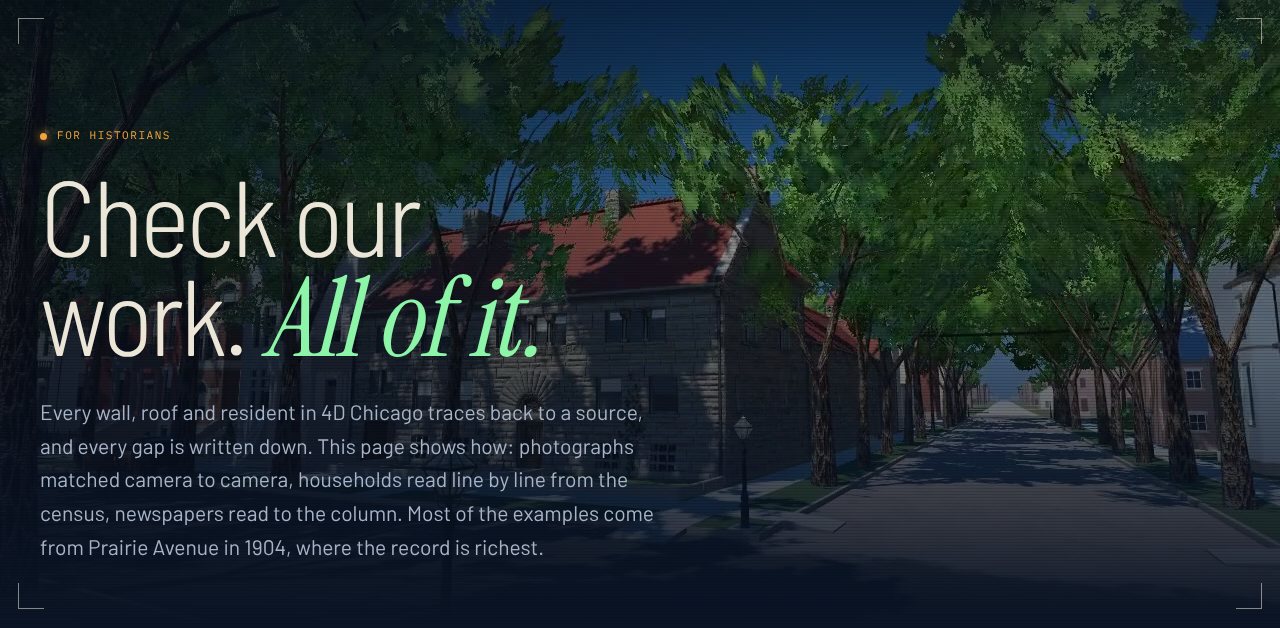 FOR HISTORIANS
Check our
work. All of it.
Every wall, roof and resident in 4D Chicago traces back to a source,
and every gap is written down. This page shows how: photographs
matched camera to camera, households read line by line from the
census, newspapers read to the column. Most of the examples come
from Prairie Avenue in 1904, where the record is richest.